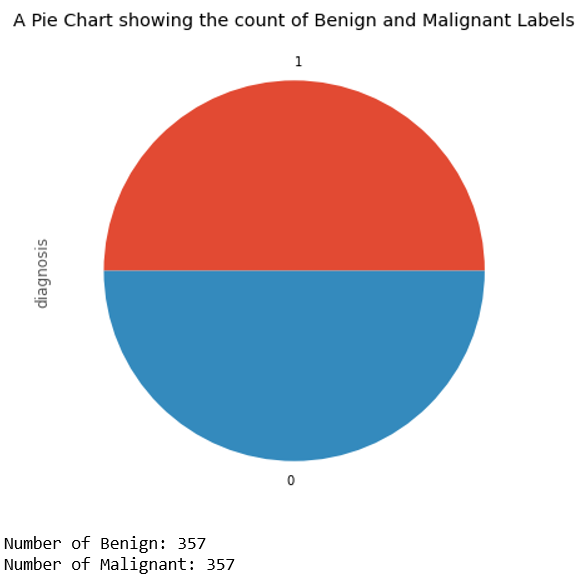 A Pie Chart showing the count of Benign and Malignant Labels
1
diagnosis
0
Number of Benign: 357
Number of Malignant: 357